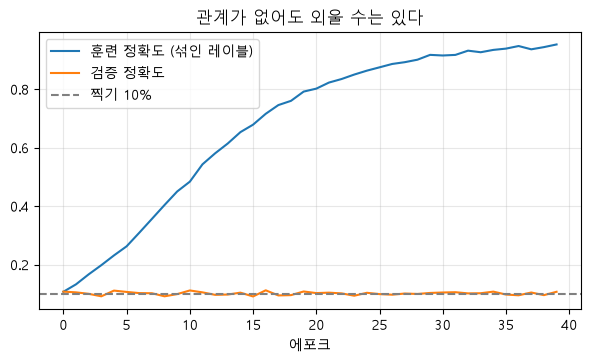 관계가 없어도 외울 수는 있다
훈련 정확도 (섞인 레이블)
검증 정확도
찍기 10%
0.8
0.6
0.4
0.2
0 5 10 15 20 25 30 35 40
에포크